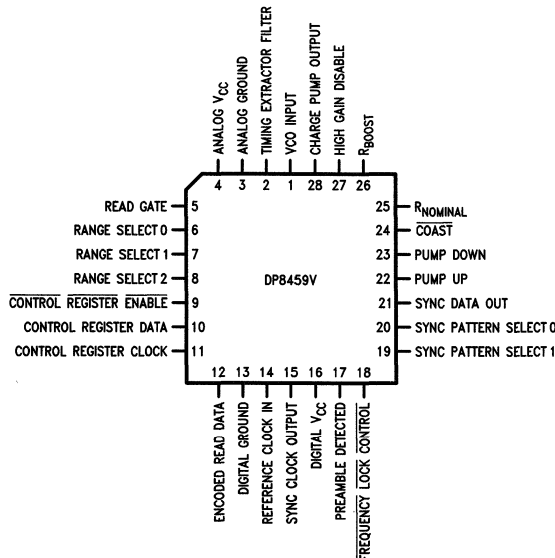 ANALOG VCC
ANALOG GROUND
TIMING EXTRACTOR FILTER
VCO INPUT
CHARGE PUMP OUTPUT
HIGH GAIN DISABLE
RBOOST
4 3 2 1 28 27 26
READ GATE 5
RANGE SELECT 0 6
RANGE SELECT 1 7
RANGE SELECT 2 8
CONTROL REGISTER ENABLE 9
CONTROL REGISTER DATA 10
CONTROL REGISTER CLOCK 11
DP8459V
25 RNOMINAL
24 COAST
23 PUMP DOWN
22 PUMP UP
21 SYNC DATA OUT
20 SYNC PATTERN SELECT 0
19 SYNC PATTERN SELECT 1
12 13 14 15 16 17 18
ENCODED READ DATA
DIGITAL GROUND
REFERENCE CLOCK IN
SYNC CLOCK OUTPUT
DIGITAL VCC
PREAMBLE DETECTED
FREQUENCY LOCK CONTROL